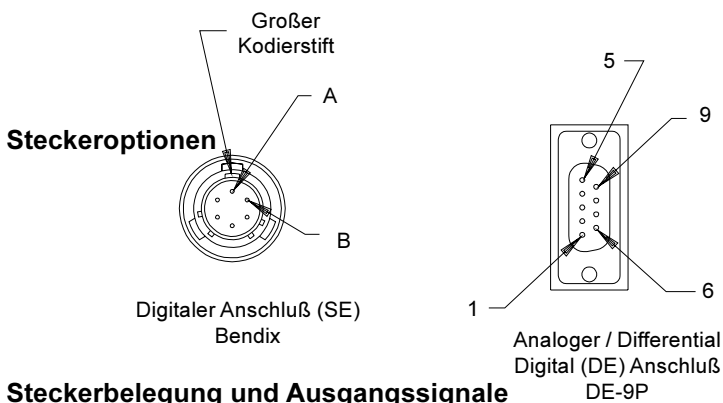 Großer
Kodierstift
5
A
9
Steckeroptionen
B
6
1
Digitaler Anschluß (SE)
Bendix
Analoger / Differential
Digital (DE) Anschluß
DE-9P
Steckerbelegung und Ausgangssignale